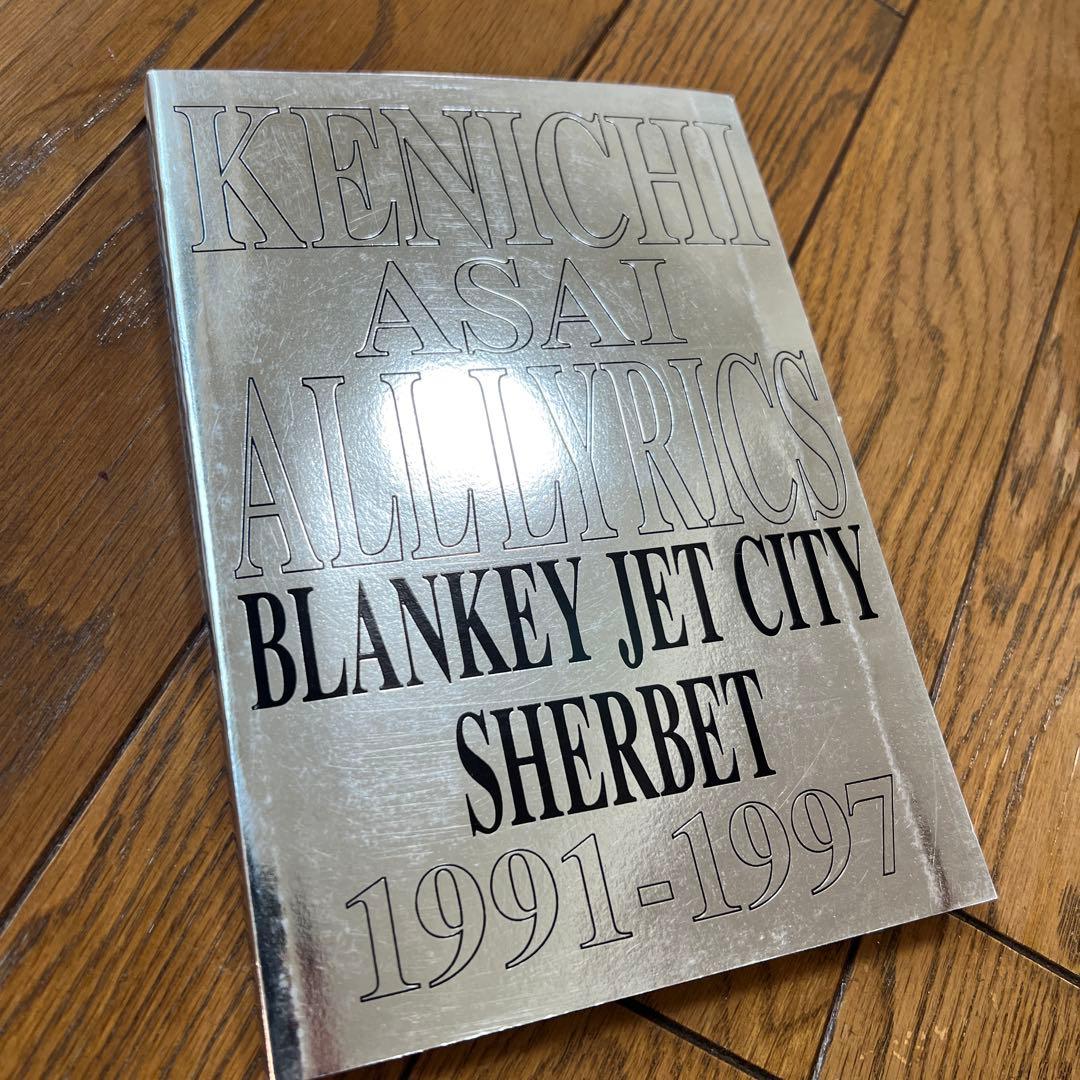 KENICHI
ASAI
ALL LYRICS
BLANKEY JET CITY
SHERBET
1991-1997